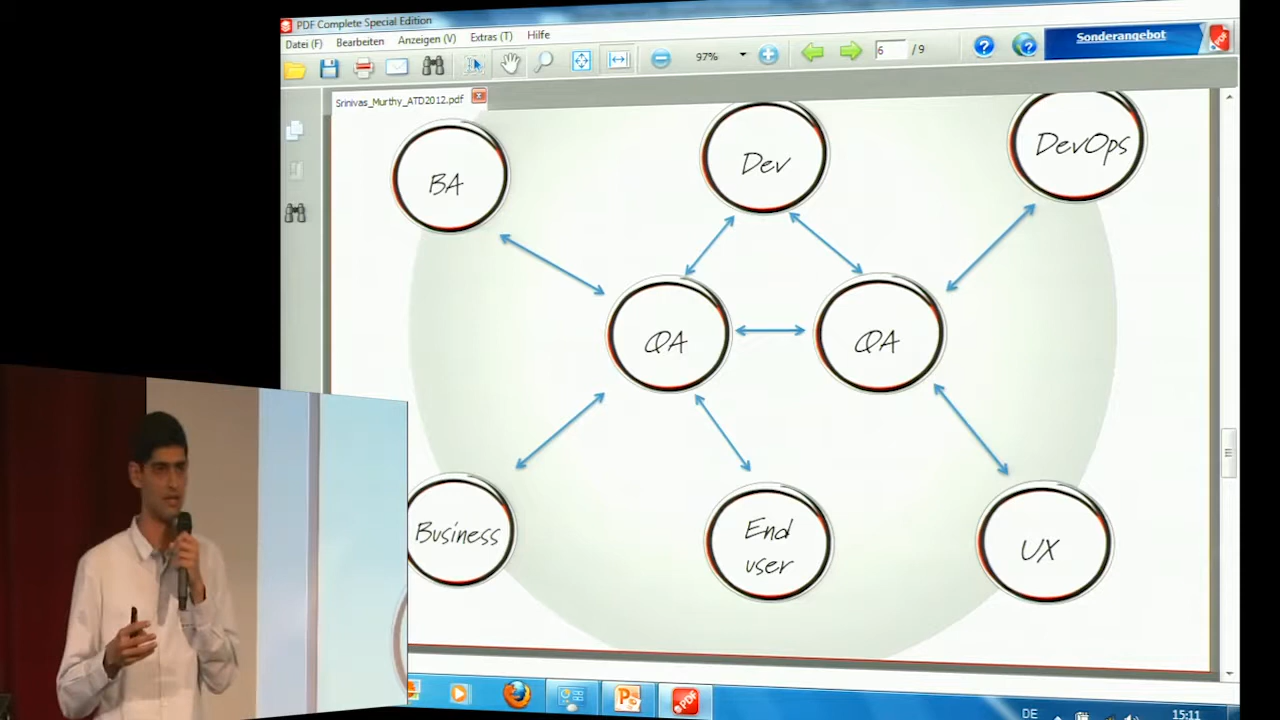 PDF Complete Special Edition
Datei (F) Bearbeiten Anzeigen (V) Extras (T) Hilfe
97% 6 / 9 Sonderangebot
Srinivas_Murthy_ATD2012.pdf
BA Dev DevOps
QA QA
Business End user UX
DE 15:11